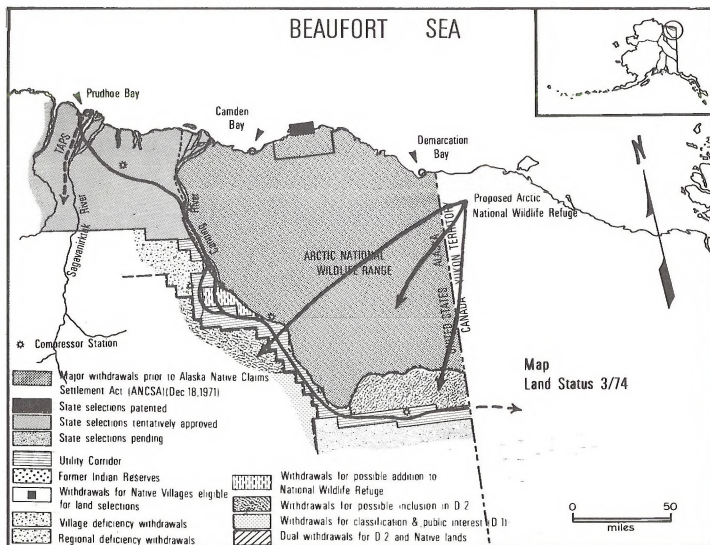 BEAUFORT SEA
Prudhoe Bay
Camden
Bay
Demarcation
Bay
TAPS
Sagavanirktok River
Canning River
N
Proposed Arctic
National Wildlife Refuge
ARCTIC NATIONAL
WILDLIFE RANGE
UNITED STATES ALASKA
CANADA YUKON TERRITORY
Map
Land Status 3/74
Compressor Station
Major withdrawals prior to Alaska Native Claims
Settlement Act (ANCSA)(Dec 18,1971)
State selections patented
State selections tentatively approved
State selections pending
Utility Corridor
Former Indian Reserves
Withdrawals for Native Villages eligible
for land selections
Village deficiency withdrawals
Regional deficiency withdrawals
Withdrawals for possible addition to
National Wildlife Refuge
Withdrawals for possible inclusion in D 2
Withdrawals for classification & public interest (D 1)
Dual withdrawals for D 2 and Native lands
0 50
miles